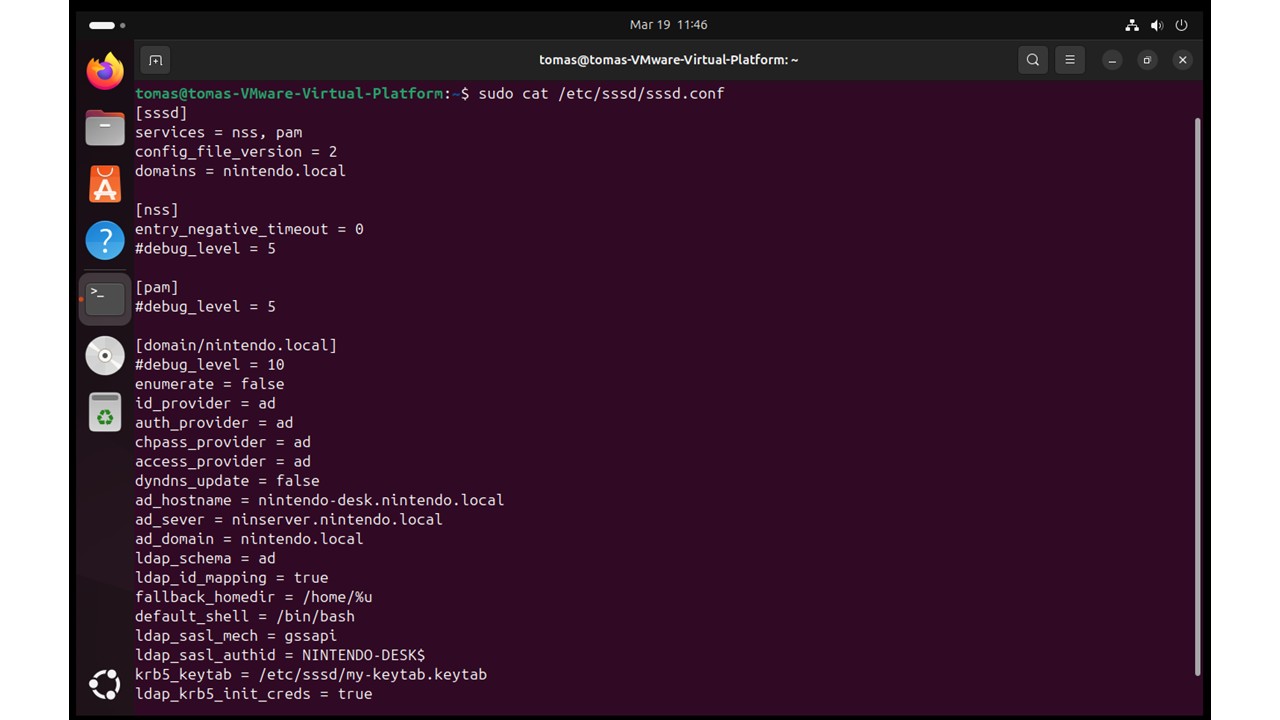 Mar 19 11:46
tomas@tomas-VMware-Virtual-Platform: ~
tomas@tomas-VMware-Virtual-Platform:~$ sudo cat /etc/sssd/sssd.conf
[sssd]
services = nss, pam
config_file_version = 2
domains = nintendo.local
[nss]
entry_negative_timeout = 0
#debug_level = 5
[pam]
#debug_level = 5
[domain/nintendo.local]
#debug_level = 10
enumerate = false
id_provider = ad
auth_provider = ad
chpass_provider = ad
access_provider = ad
dyndns_update = false
ad_hostname = nintendo-desk.nintendo.local
ad_sever = ninserver.nintendo.local
ad_domain = nintendo.local
ldap_schema = ad
ldap_id_mapping = true
fallback_homedir = /home/%u
default_shell = /bin/bash
ldap_sasl_mech = gssapi
ldap_sasl_authid = NINTENDO-DESK$
krb5_keytab = /etc/sssd/my-keytab.keytab
ldap_krb5_init_creds = true